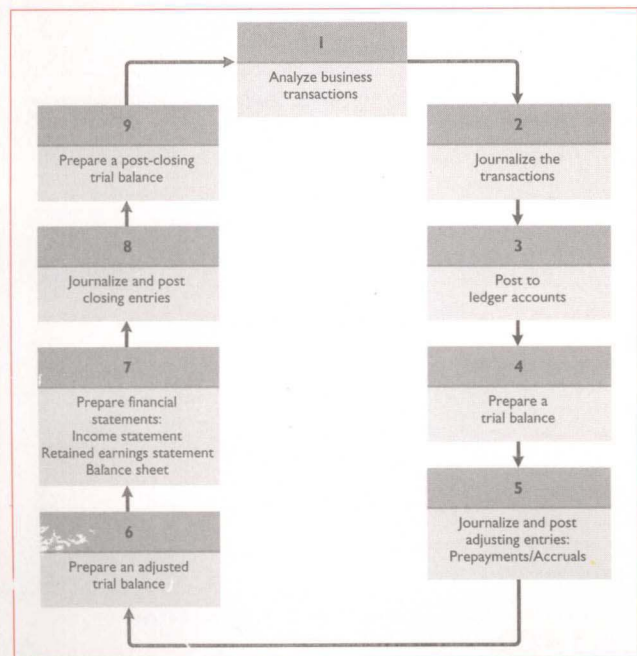 1
Analyze business
transactions
2
Journalize the
transactions
3
Post to
ledger accounts
4
Prepare a
trial balance
5
Journalize and post
adjusting entries:
Prepayments/Accruals
6
Prepare an adjusted
trial balance
7
Prepare financial
statements:
Income statement
Retained earnings statement
Balance sheet
8
Journalize and post
closing entries
9
Prepare a post-closing
trial balance